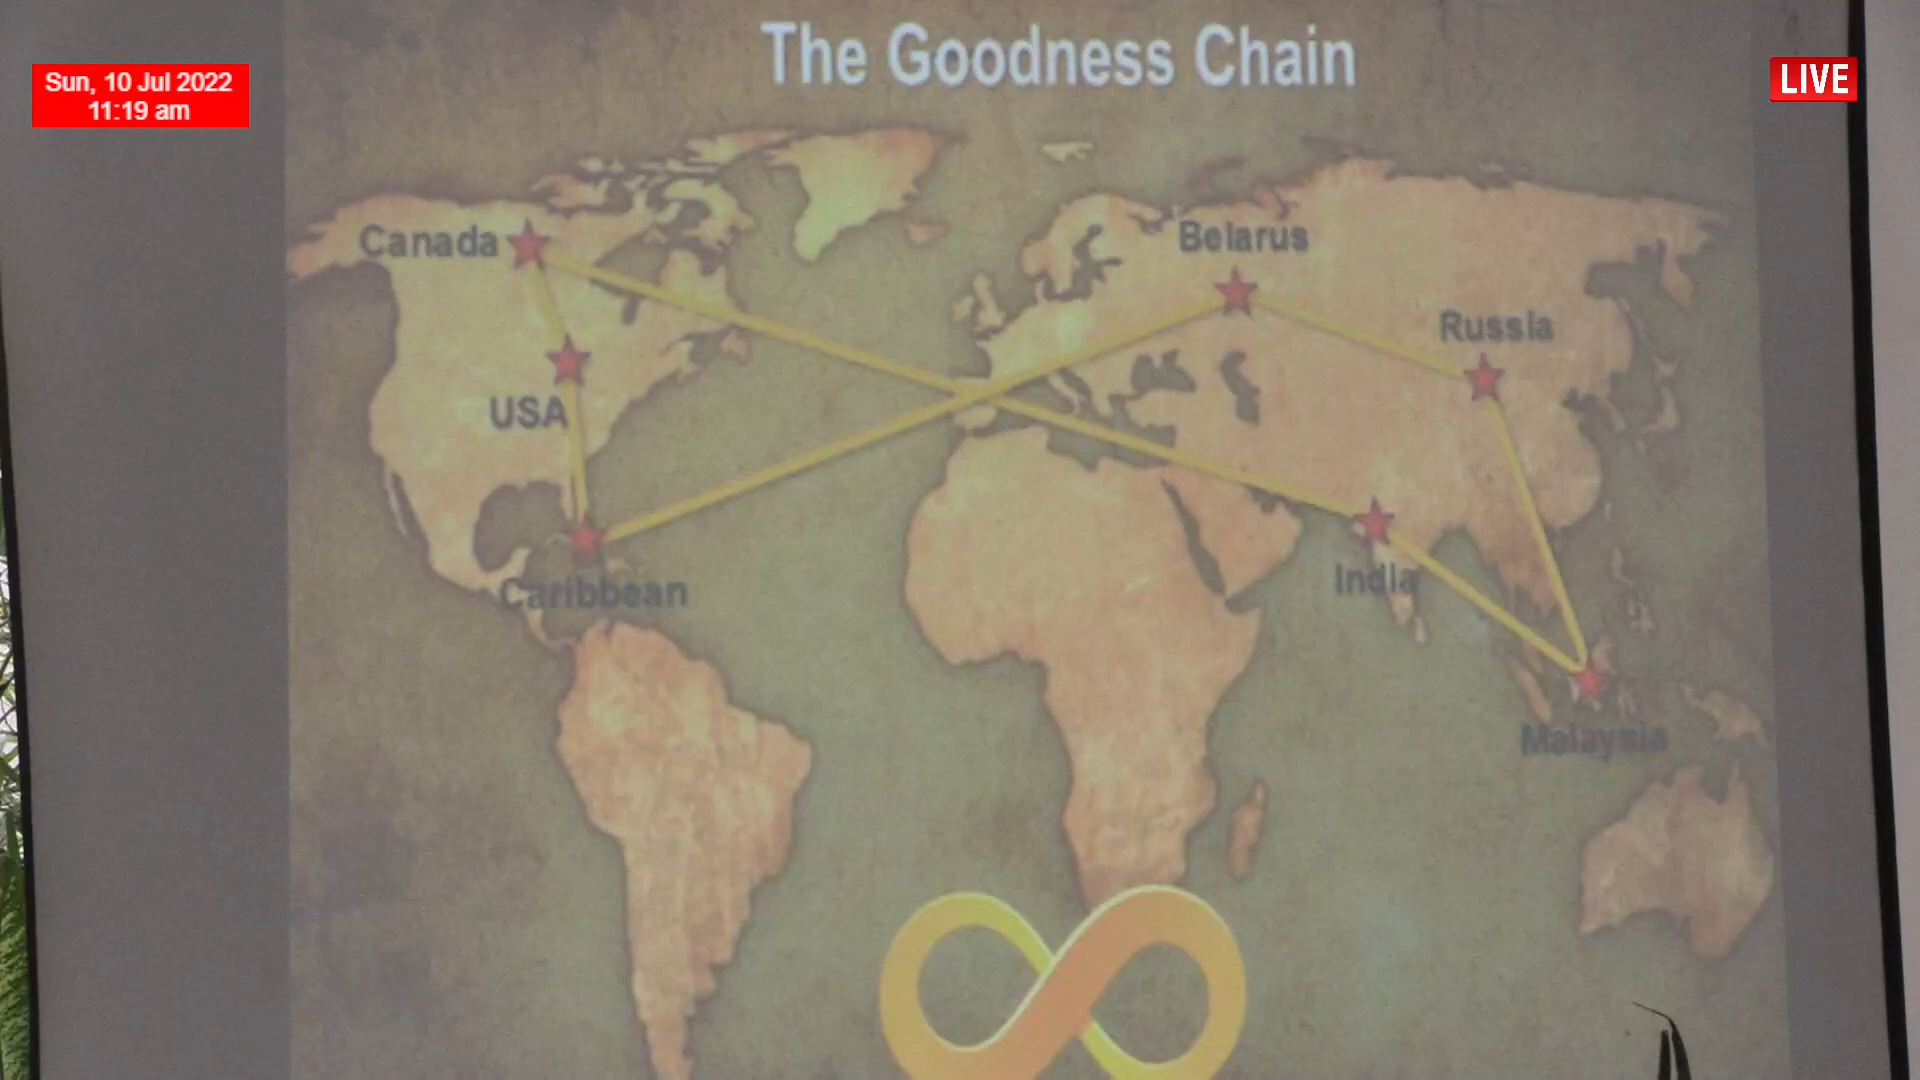 The Goodness Chain
Sun, 10 Jul 2022
11:19 am
LIVE
Canada
Belarus
Russia
USA
Caribbean
India
Malaysia